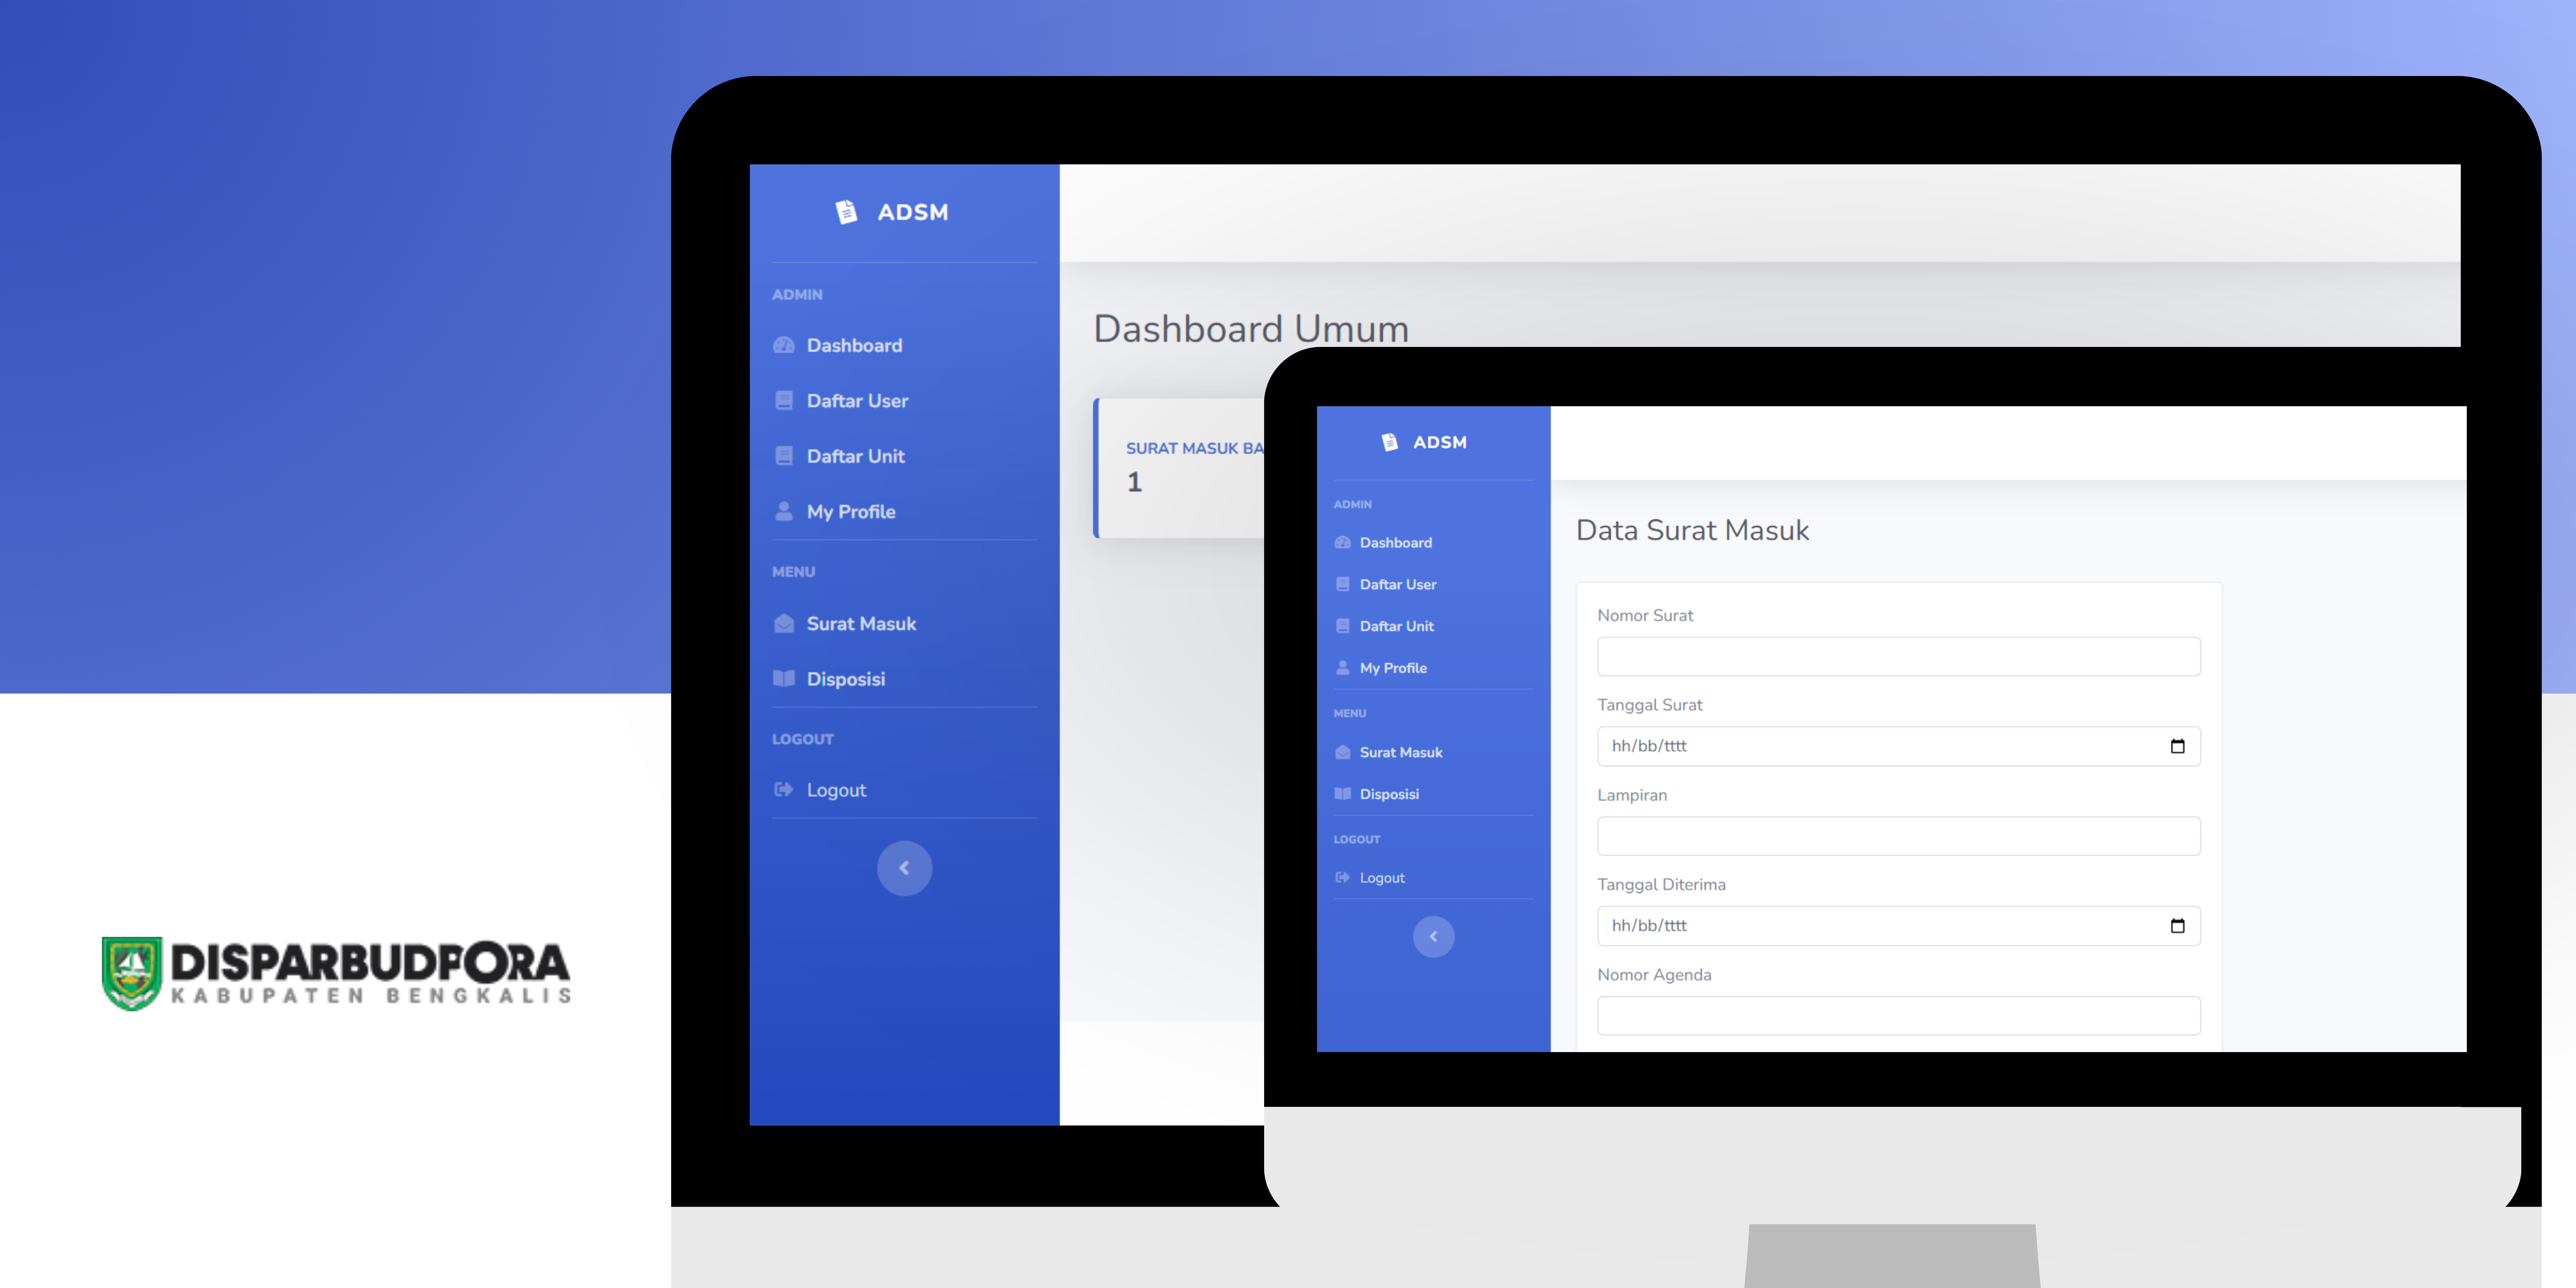 ADSM
ADMIN
Dashboard
Daftar User
Daftar Unit
My Profile
MENU
Surat Masuk
Disposisi
LOGOUT
Logout
Dashboard Umum
SURAT MASUK BA
1
ADSM
ADMIN
Dashboard
Daftar User
Daftar Unit
My Profile
MENU
Surat Masuk
Disposisi
LOGOUT
Logout
Data Surat Masuk
Nomor Surat
Tanggal Surat
hh/bb/tttt
Lampiran
Tanggal Diterima
hh/bb/tttt
Nomor Agenda
DISPARBUDPORA
KABUPATEN BENGKALIS